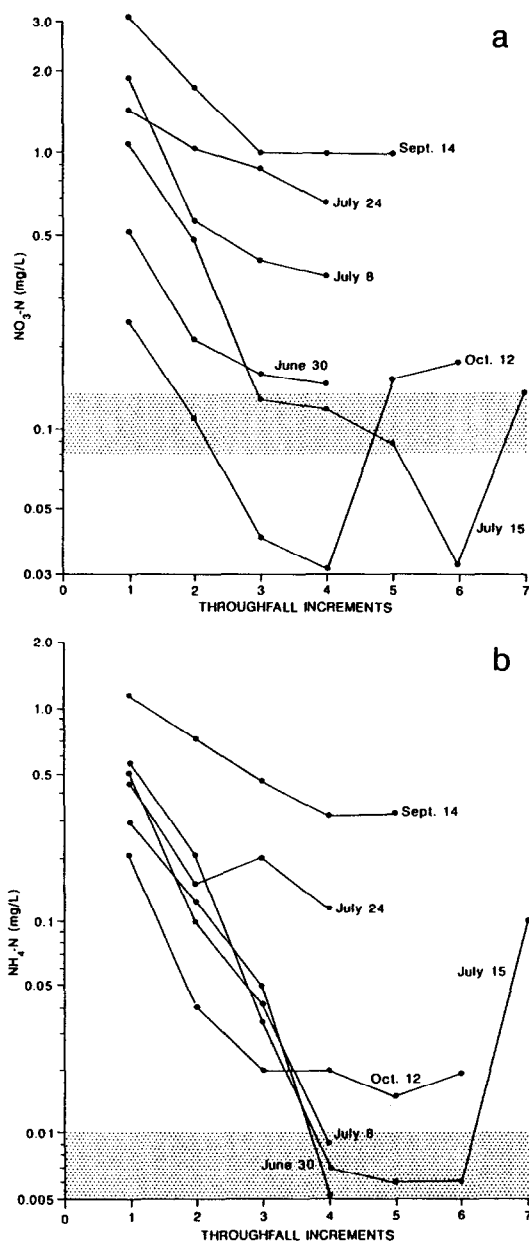 a
3.0
2.0
1.0
0.5
0.1
0.05
0.03
NO₃-N (mg/L)
Sept. 14
July 24
July 8
June 30
Oct. 12
July 15
0 1 2 3 4 5 6 7
THROUGHFALL INCREMENTS
b
2.0
1.0
0.5
0.1
0.05
0.01
0.005
NH₄-N (mg/L)
Sept. 14
July 24
July 15
Oct. 12
July 8
June 30
0 1 2 3 4 5 6 7
THROUGHFALL INCREMENTS